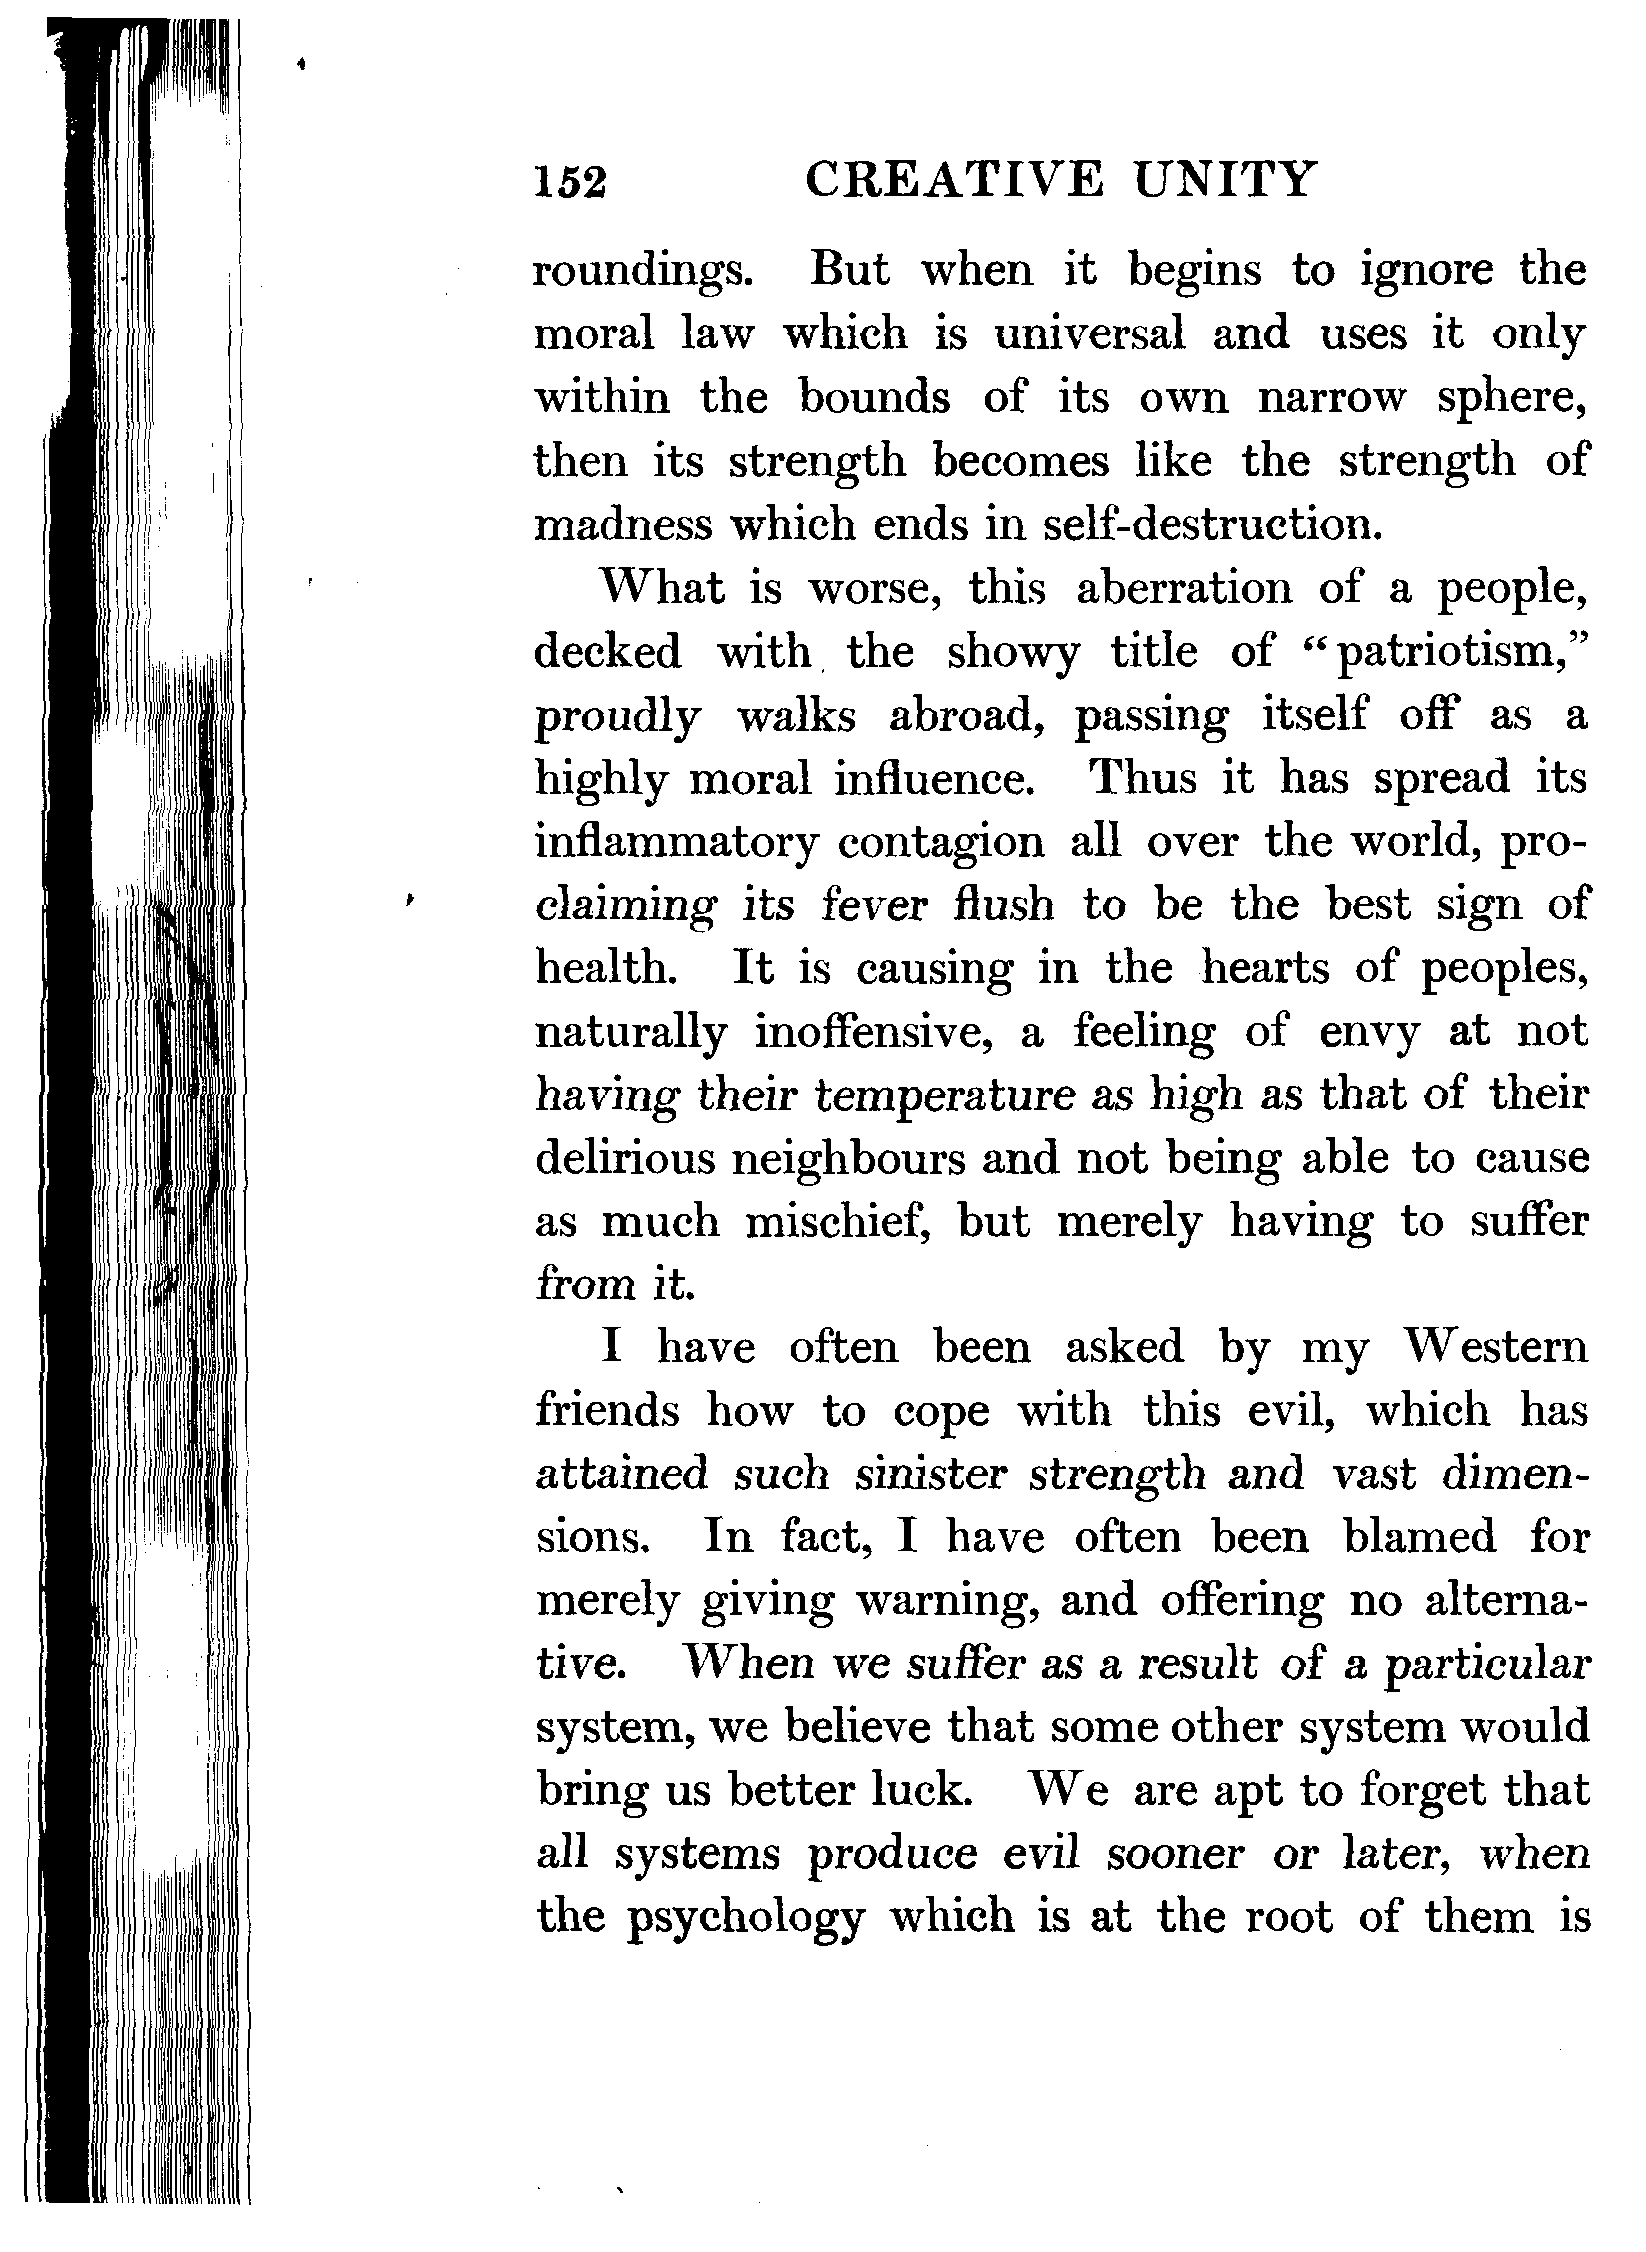 152 CREATIVE UNITY
roundings. But when it begins to ignore the
moral law which is universal and uses it only
within the bounds of its own narrow sphere,
then its strength becomes like the strength of
madness which ends in self-destruction.
What is worse, this aberration of a people,
decked with the showy title of “patriotism,”
proudly walks abroad, passing itself off as a
highly moral influence. Thus it has spread its
inflammatory contagion all over the world, pro-
claiming its fever flush to be the best sign of
health. It is causing in the hearts of peoples,
naturally inoffensive, a feeling of envy at not
having their temperature as high as that of their
delirious neighbours and not being able to cause
as much mischief, but merely having to suffer
from it.
I have often been asked by my Western
friends how to cope with this evil, which has
attained such sinister strength and vast dimen-
sions. In fact, I have often been blamed for
merely giving warning, and offering no alterna-
tive. When we suffer as a result of a particular
system, we believe that some other system would
bring us better luck. We are apt to forget that
all systems produce evil sooner or later, when
the psychology which is at the root of them is